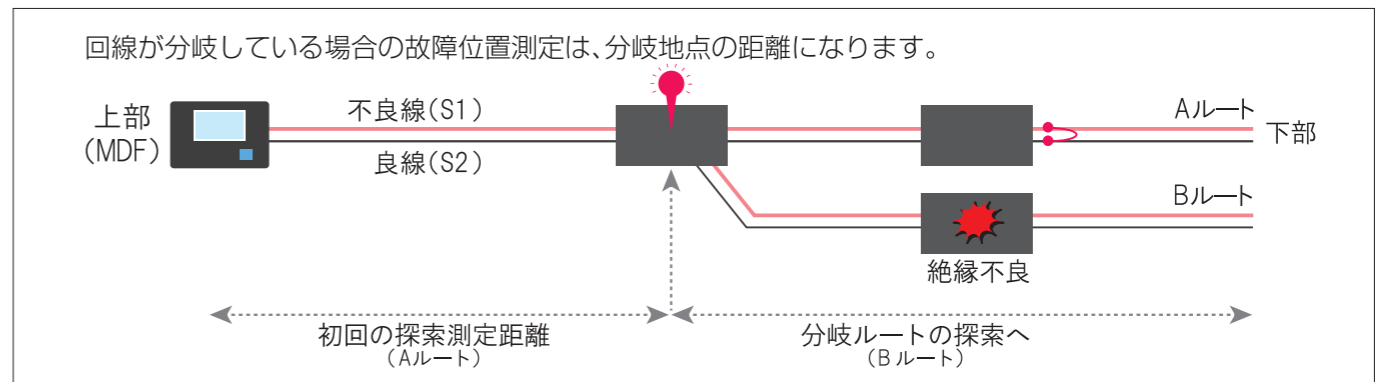 回線が分岐している場合の故障位置測定は、分岐地点の距離になります。
上部
(MDF)
不良線(S1)
良線(S2)
Aルート
下部
Bルート
絶縁不良
初回の探索測定距離
(Aルート)
分岐ルートの探索へ
(Bルート)